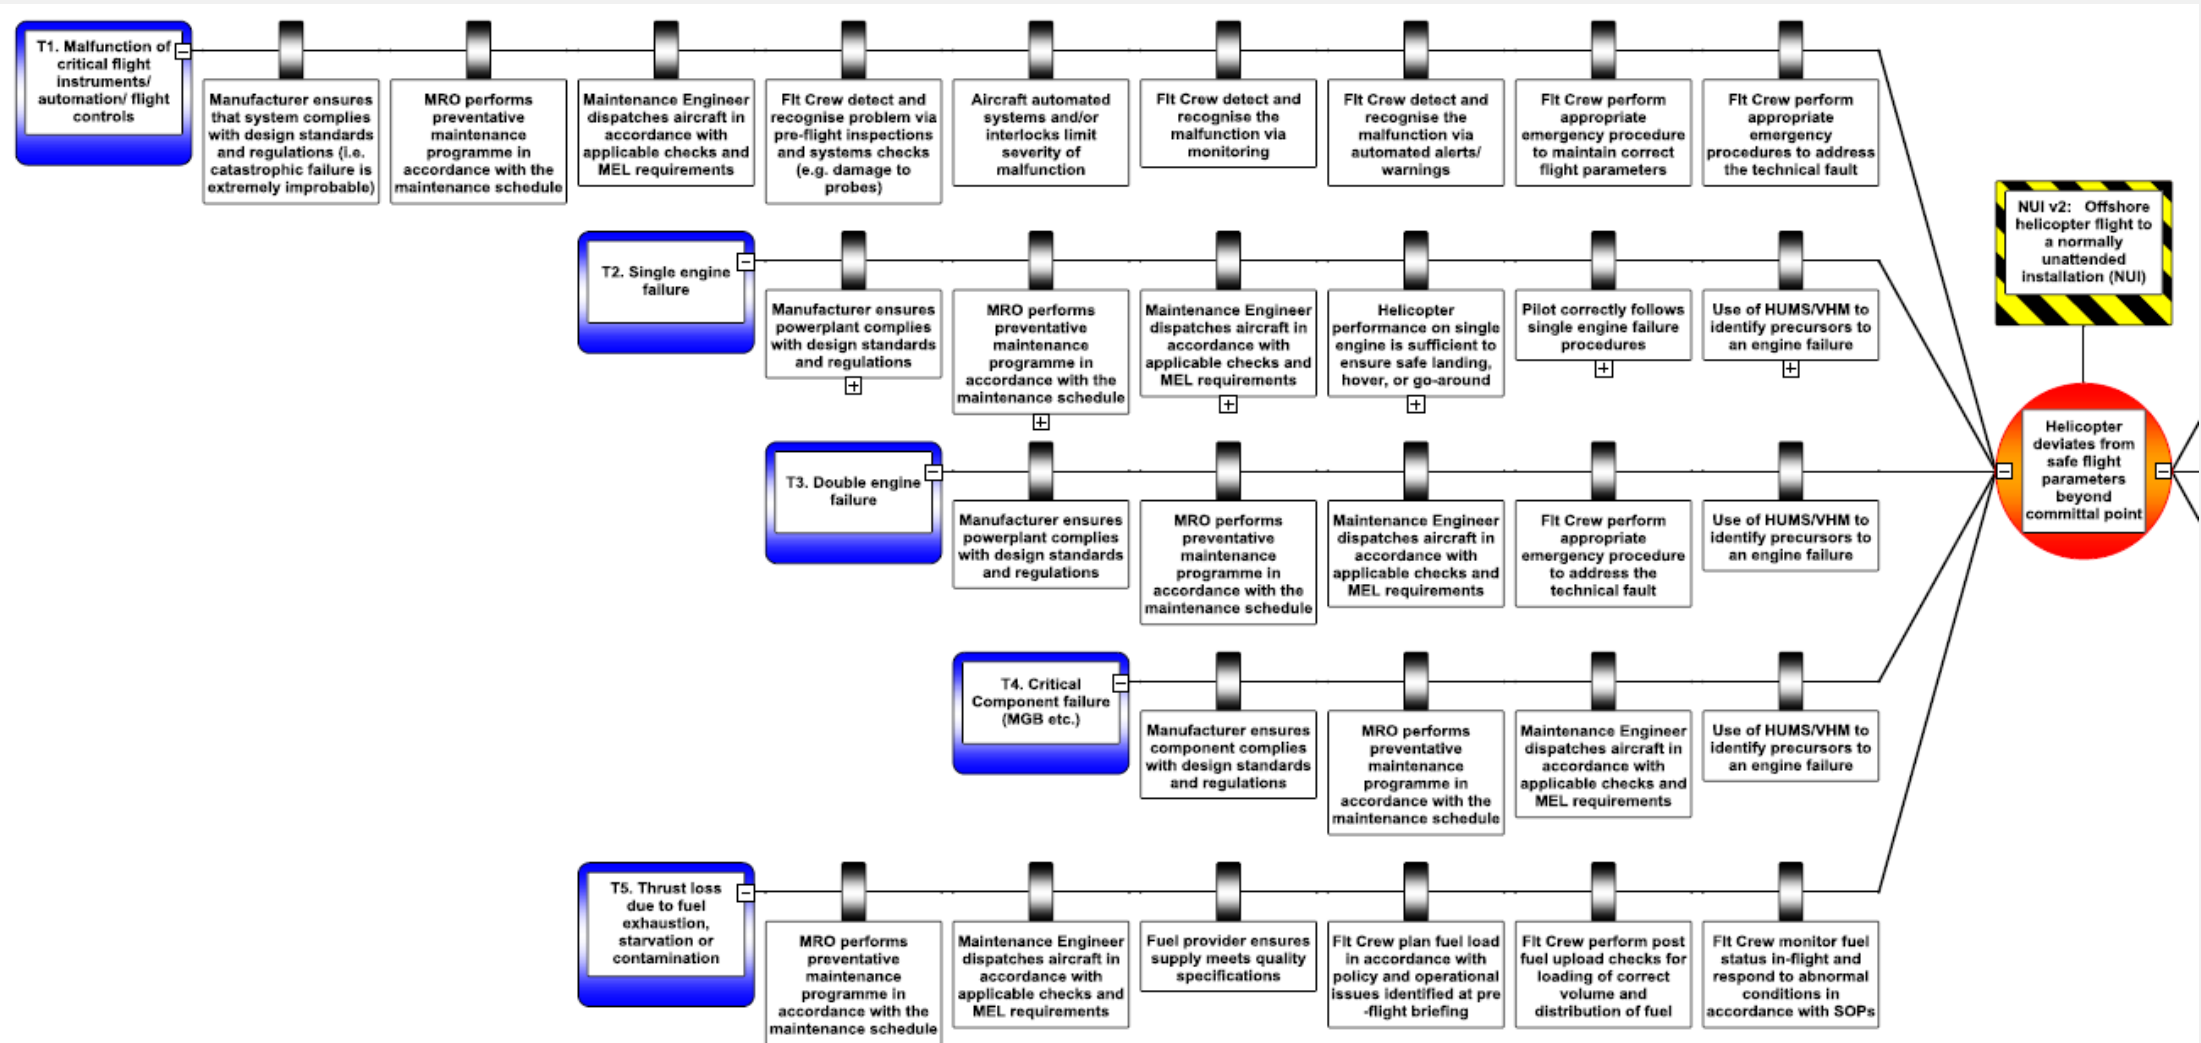 T1. Malfunction of
critical flight
instruments/
automation/ flight
controls
Manufacturer ensures
that system complies
with design standards
and regulations (i.e.
catastrophic failure is
extremely improbable)
MRO performs
preventative
maintenance
programme in
accordance with the
maintenance schedule
Maintenance Engineer
dispatches aircraft in
accordance with
applicable checks and
MEL requirements
Flt Crew detect and
recognise problem via
pre-flight inspections
and systems checks
(e.g. damage to
probes)
Aircraft automated
systems and/or
interlocks limit
severity of
malfunction
Flt Crew detect and
recognise the
malfunction via
monitoring
Flt Crew detect and
recognise the
malfunction via
automated alerts/
warnings
Flt Crew perform
appropriate
emergency procedure
to maintain correct
flight parameters
Flt Crew perform
appropriate
emergency
procedures to address
the technical fault
NUI v2: Offshore
helicopter flight to
a normally
unattended
installation (NUI)
T2. Single engine
failure
Manufacturer ensures
powerplant complies
with design standards
and regulations
MRO performs
preventative
maintenance
programme in
accordance with the
maintenance schedule
Maintenance Engineer
dispatches aircraft in
accordance with
applicable checks and
MEL requirements
Helicopter
performance on single
engine is sufficient to
ensure safe landing,
hover, or go-around
Pilot correctly follows
single engine failure
procedures
Use of HUMS/VHM to
identify precursors to
an engine failure
Helicopter
deviates from
safe flight
parameters
beyond
committal point
T3. Double engine
failure
Manufacturer ensures
powerplant complies
with design standards
and regulations
MRO performs
preventative
maintenance
programme in
accordance with the
maintenance schedule
Maintenance Engineer
dispatches aircraft in
accordance with
applicable checks and
MEL requirements
Flt Crew perform
appropriate
emergency procedure
to address the
technical fault
Use of HUMS/VHM to
identify precursors to
an engine failure
T4. Critical
Component failure
(MGB etc.)
Manufacturer ensures
component complies
with design standards
and regulations
MRO performs
preventative
maintenance
programme in
accordance with the
maintenance schedule
Maintenance Engineer
dispatches aircraft in
accordance with
applicable checks and
MEL requirements
Use of HUMS/VHM to
identify precursors to
an engine failure
T5. Thrust loss
due to fuel
exhaustion,
starvation or
contamination
MRO performs
preventative
maintenance
programme in
accordance with the
maintenance schedule
Maintenance Engineer
dispatches aircraft in
accordance with
applicable checks and
MEL requirements
Fuel provider ensures
supply meets quality
specifications
Flt Crew plan fuel load
in accordance with
policy and operational
issues identified at pre
-flight briefing
Flt Crew perform post
fuel upload checks for
loading of correct
volume and
distribution of fuel
Flt Crew monitor fuel
status in-flight and
respond to abnormal
conditions in
accordance with SOPs